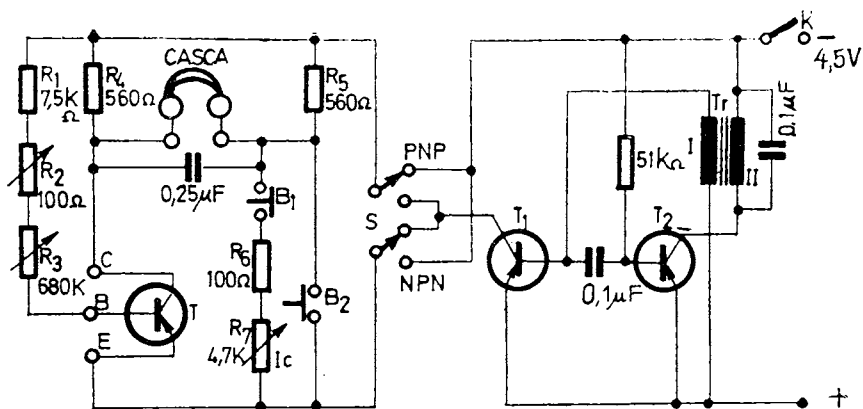 CASCA
R1
7,5K
Ω
R4
560Ω
R5
560Ω
R2
100Ω
0,25µF
B1
R3
680K
C
B
E
T
R6
100Ω
R7
4,7K
Ic
B2
PNP
S
NPN
T1
0,1µF
51KΩ
T2
I
Tr
II
0.1µF
K
−
4,5V
+